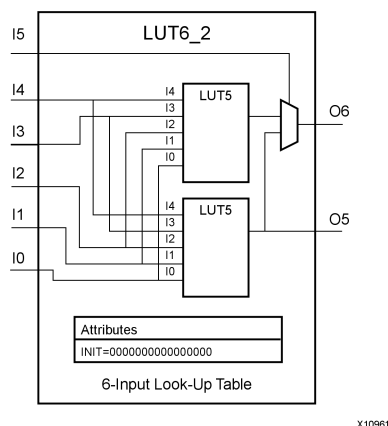 LUT6_2
I5
I4
I3
I2
I1
I0
I4
I3
I2
I1
I0
LUT5
O6
I4
I3
I2
I1
I0
LUT5
O5
Attributes
INIT=0000000000000000
6-Input Look-Up Table
X10961